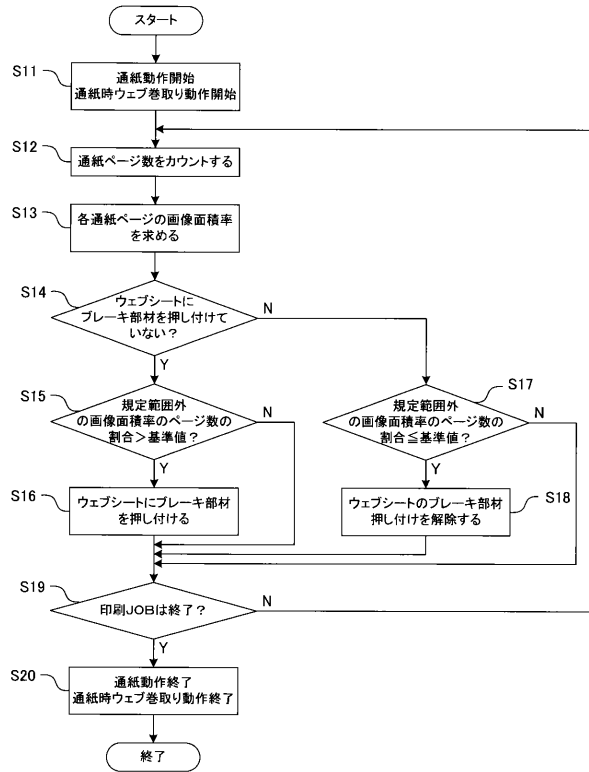 スタート
S11
通紙動作開始
通紙時ウェブ巻取り動作開始
S12
通紙ページ数をカウントする
S13
各通紙ページの画像面積率
を求める
S14
ウェブシートに
ブレーキ部材を押し付けて
いない?
N
Y
S15
規定範囲外
の画像面積率のページ数の
割合>基準値?
N
Y
S17
規定範囲外
の画像面積率のページ数の
割合≦基準値?
N
Y
S16
ウェブシートにブレーキ部材
を押し付ける
S18
ウェブシートのブレーキ部材
押し付けを解除する
S19
印刷JOBは終了?
N
Y
S20
通紙動作終了
通紙時ウェブ巻取り動作終了
終了